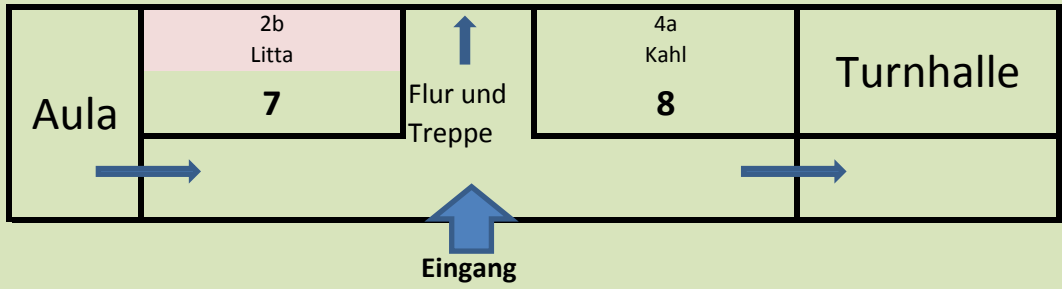 Aula
2b
Litta
7
Flur und
Treppe
4a
Kahl
8
Turnhalle
Eingang